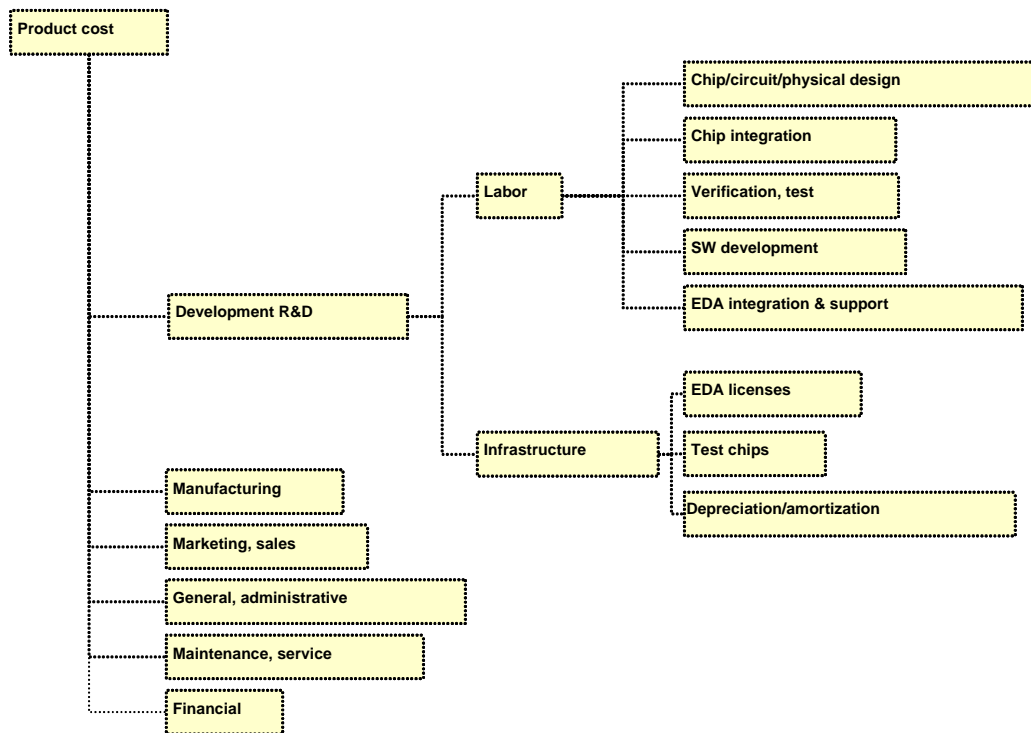 Product cost
Chip/circuit/physical design
Chip integration
Labor
Verification, test
SW development
EDA integration & support
Development R&D
EDA licenses
Infrastructure
Test chips
Depreciation/amortization
Manufacturing
Marketing, sales
General, administrative
Maintenance, service
Financial